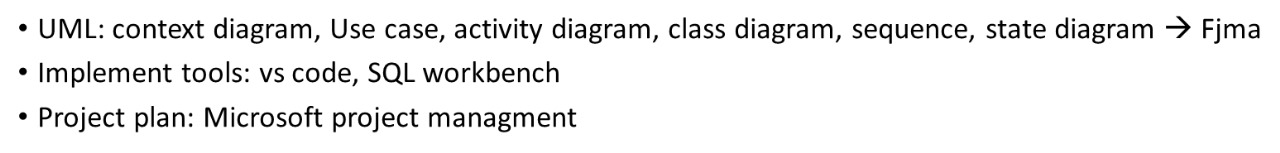 • UML: context diagram, Use case, activity diagram, class diagram, sequence, state diagram → Fjma
• Implement tools: vs code, SQL workbench
• Project plan: Microsoft project managment